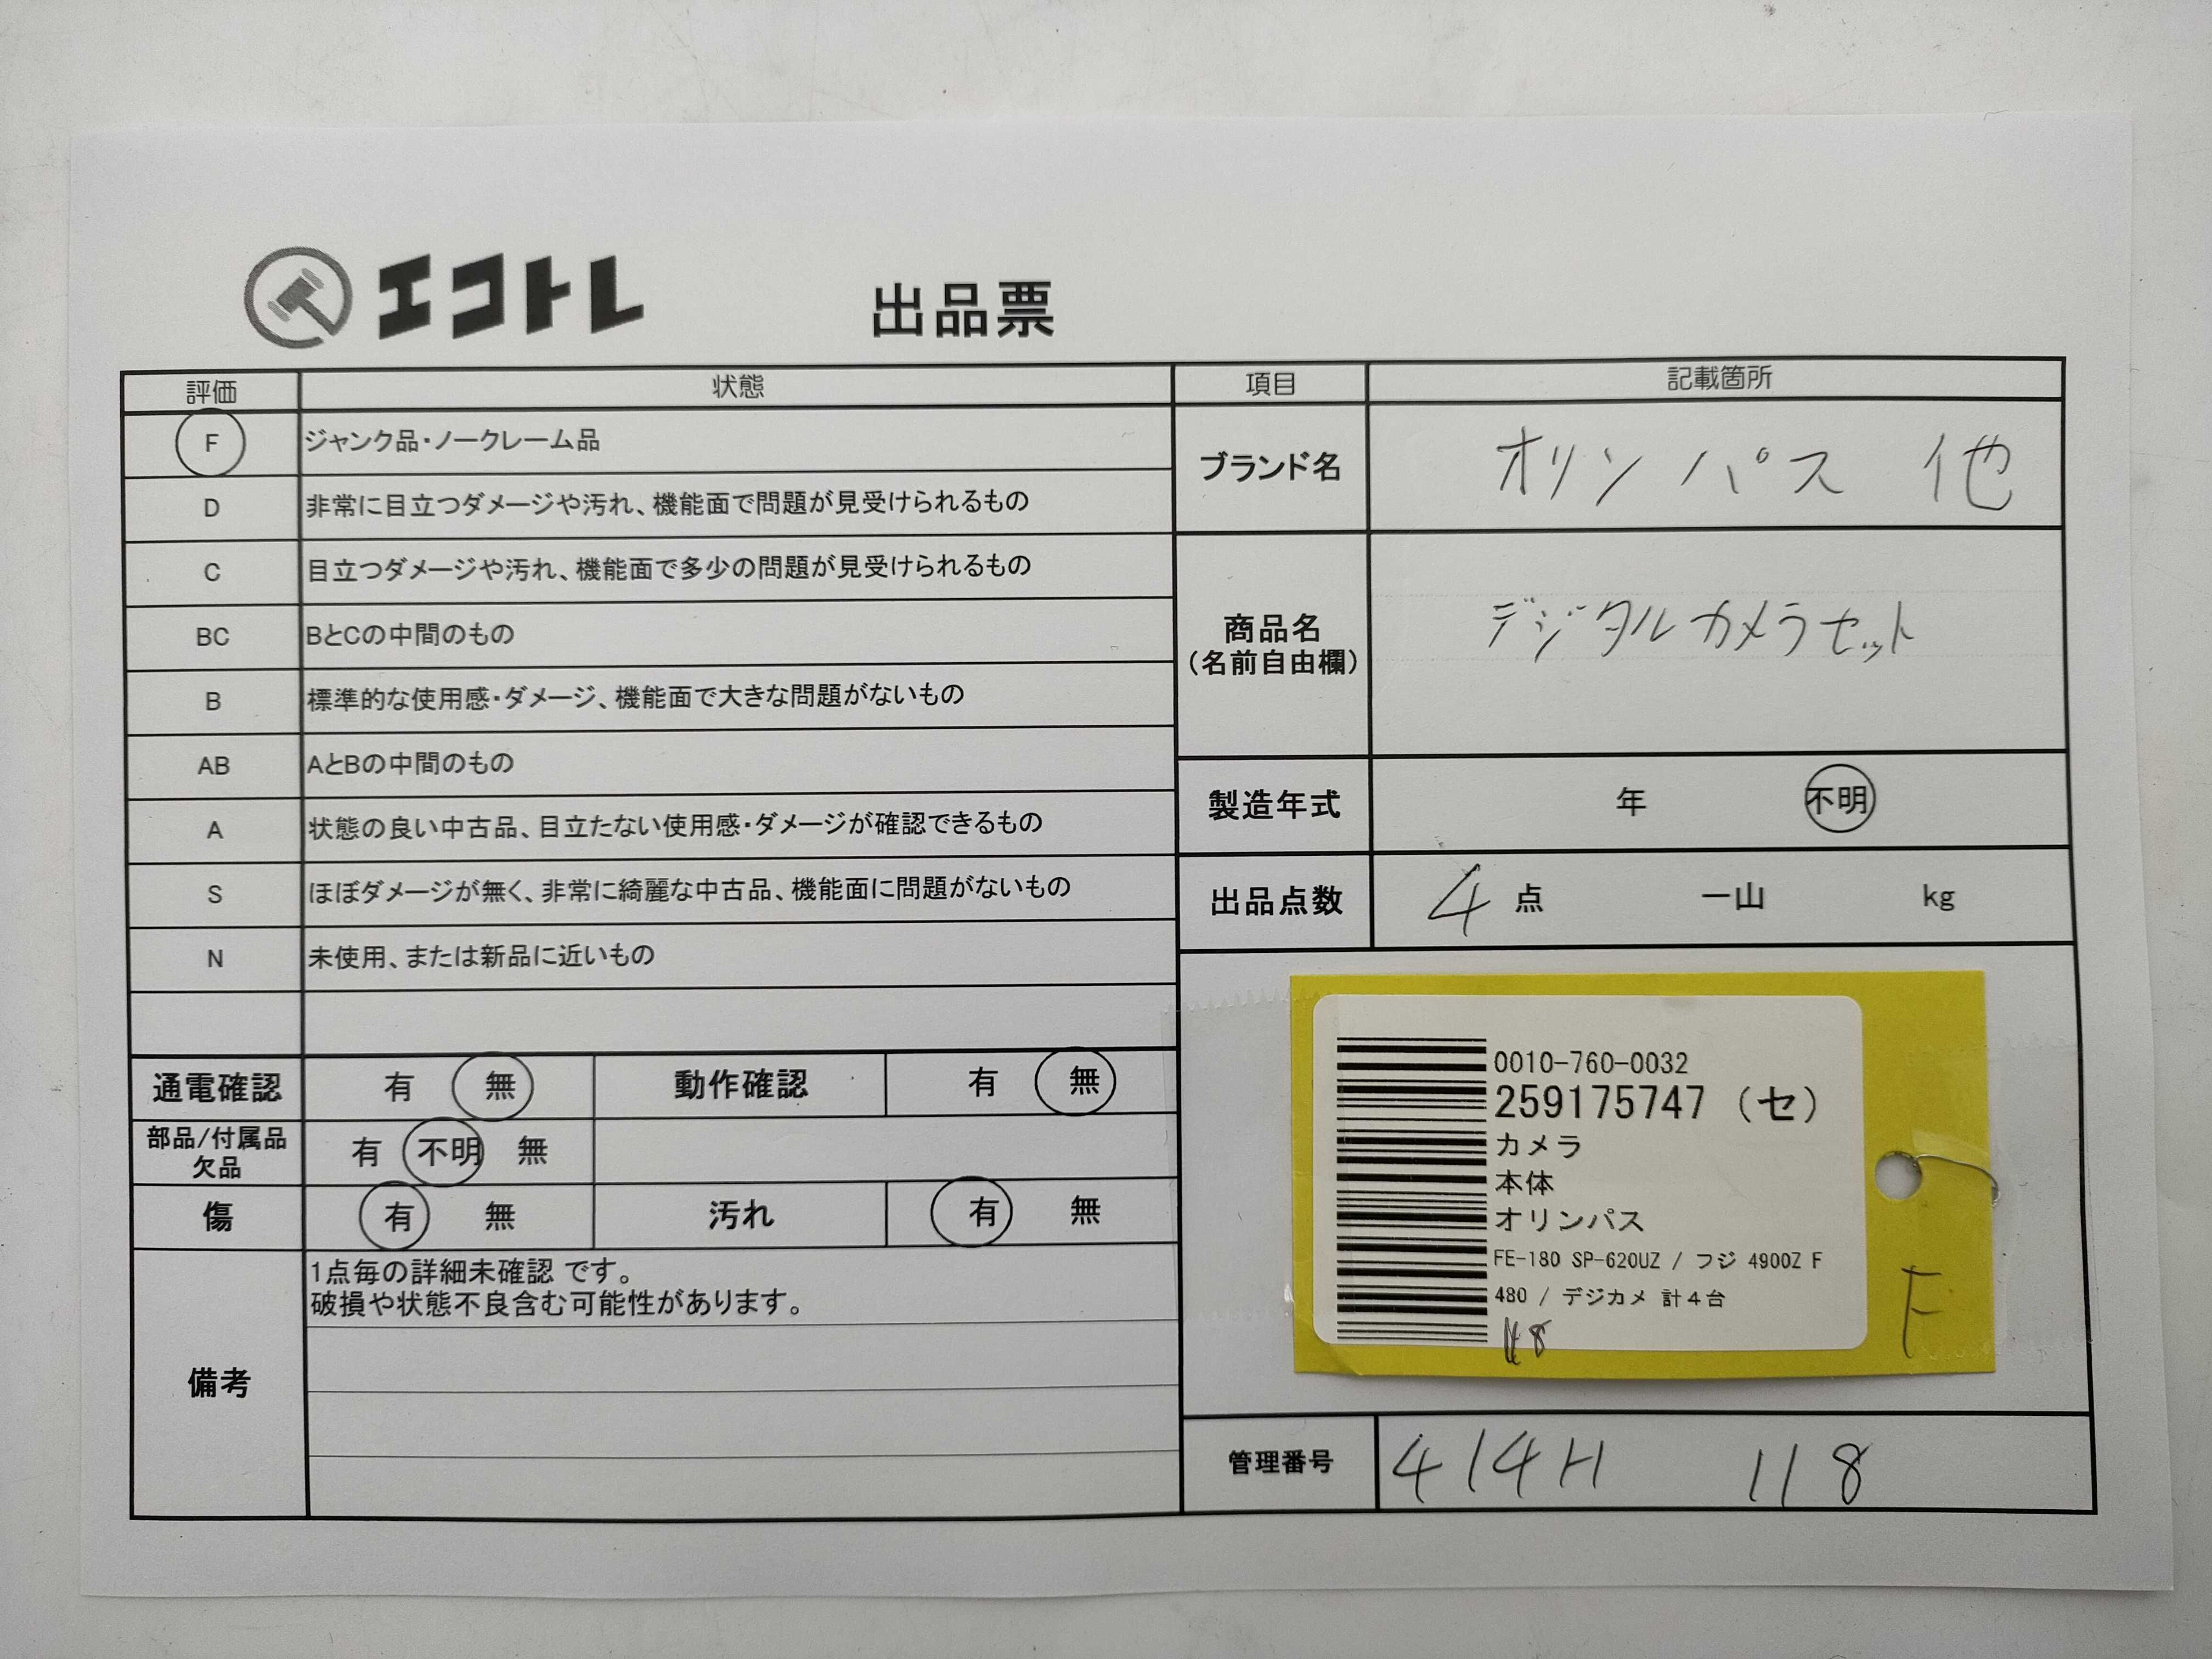 エコトレ 出品票
評価 状態
F ジャンク品・ノークレーム品
D 非常に目立つダメージや汚れ、機能面で問題が見受けられるもの
C 目立つダメージや汚れ、機能面で多少の問題が見受けられるもの
BC BとCの中間のもの
B 標準的な使用感・ダメージ、機能面で大きな問題がないもの
AB AとBの中間のもの
A 状態の良い中古品、目立たない使用感・ダメージが確認できるもの
S ほぼダメージが無く、非常に綺麗な中古品、機能面に問題がないもの
N 未使用、または新品に近いもの
通電確認 有 無 動作確認 有 無
部品/付属品
欠品 有 不明 無
傷 有 無 汚れ 有 無
備考
1点毎の詳細未確認 です。
破損や状態不良含む可能性があります。
項目 記載箇所
ブランド名 オリンパス 他
商品名
(名前自由欄)
デジタルカメラセット
製造年式 年 不明
出品点数 4 点 一山 kg
0010-760-0032
259175747 (セ)
カメラ
本体
オリンパス
FE-180 SP-620UZ / フジ 4900Z F
480 / デジカメ 計4台
F
管理番号 414H 118